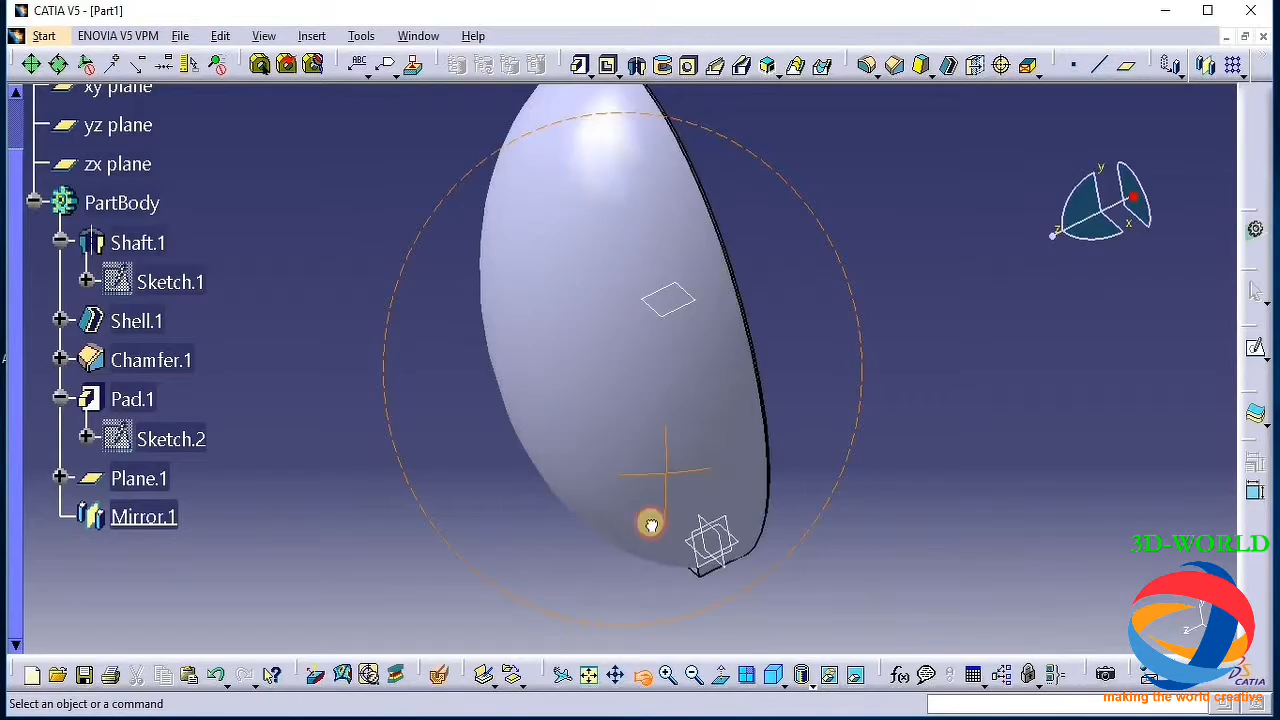 CATIA V5 - [Part1]
Start ENOVIA V5 VPM File Edit View Insert Tools Window Help
ABC
xy plane
yz plane
zx plane
PartBody
Shaft.1
Sketch.1
Shell.1
Chamfer.1
Pad.1
Sketch.2
Plane.1
Mirror.1
y
z
x
3D-WORLD
y
z
CATIA
making the world creative
f(x)
Select an object or a command